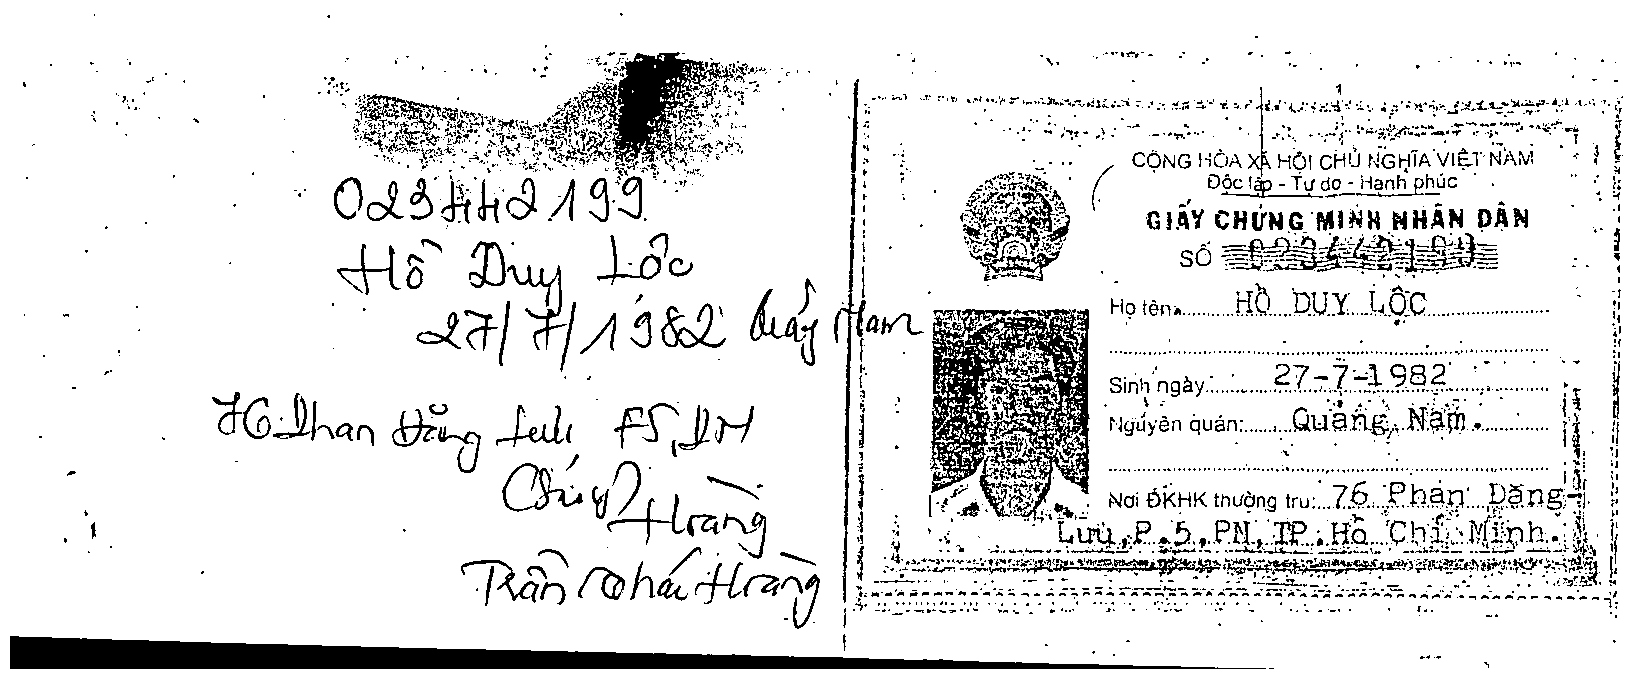 023442199
Hồ Duy Lộc
27/7/1982 Quảng Nam
76 Phan Đăng Lưu F5, PN
Hoàng
Trần Thái Hoàng
CỘNG HÒA XÃ HỘI CHỦ NGHĨA VIỆT NAM
Độc lập - Tự do - Hạnh phúc
GIẤY CHỨNG MINH NHÂN DÂN
SỐ 023442199
Họ tên: HỒ DUY LỘC
Sinh ngày: 27-7-1982
Nguyên quán: Quảng Nam.
Nơi ĐKHK thường trú: 76 Phan Đăng-
Lưu,P.5,PN,TP.Hồ Chí Minh.